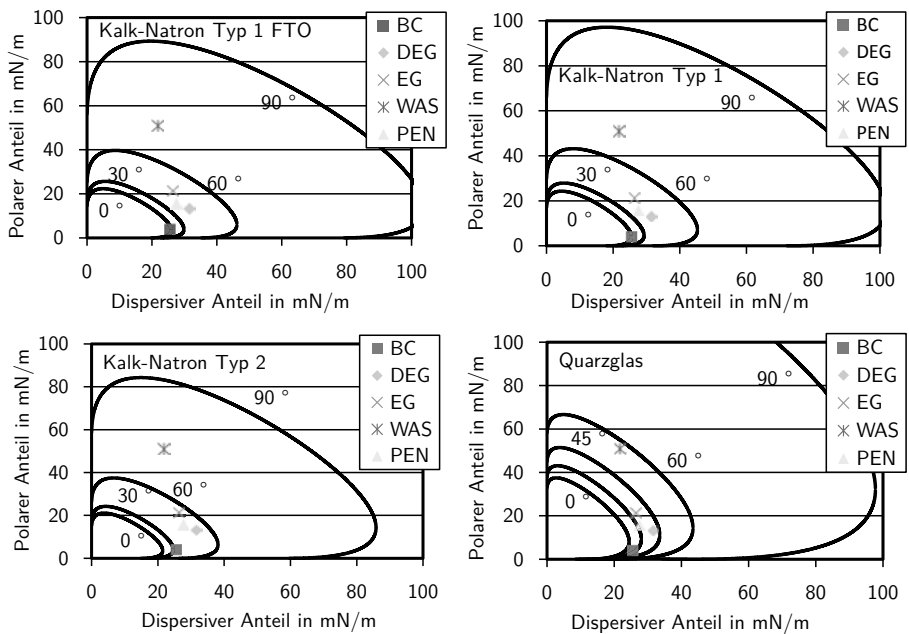 Kalk-Natron Typ 1 FTO
100
80
60
40
20
0
0 20 40 60 80 100
Polarer Anteil in mN/m
Dispersiver Anteil in mN/m
90 °
60 °
30 °
0 °
BC
DEG
EG
WAS
PEN
Kalk-Natron Typ 1
100
80
60
40
20
0
0 20 40 60 80 100
Polarer Anteil in mN/m
Dispersiver Anteil in mN/m
90 °
60 °
30 °
0 °
BC
DEG
EG
WAS
PEN
Kalk-Natron Typ 2
100
80
60
40
20
0
0 20 40 60 80 100
Polarer Anteil in mN/m
Dispersiver Anteil in mN/m
90 °
30 ° 60 °
0 °
BC
DEG
EG
WAS
PEN
Quarzglas
100
80
60
40
20
0
0 20 40 60 80 100
Polarer Anteil in mN/m
Dispersiver Anteil in mN/m
90 °
45 °
60 °
0 °
BC
DEG
EG
WAS
PEN